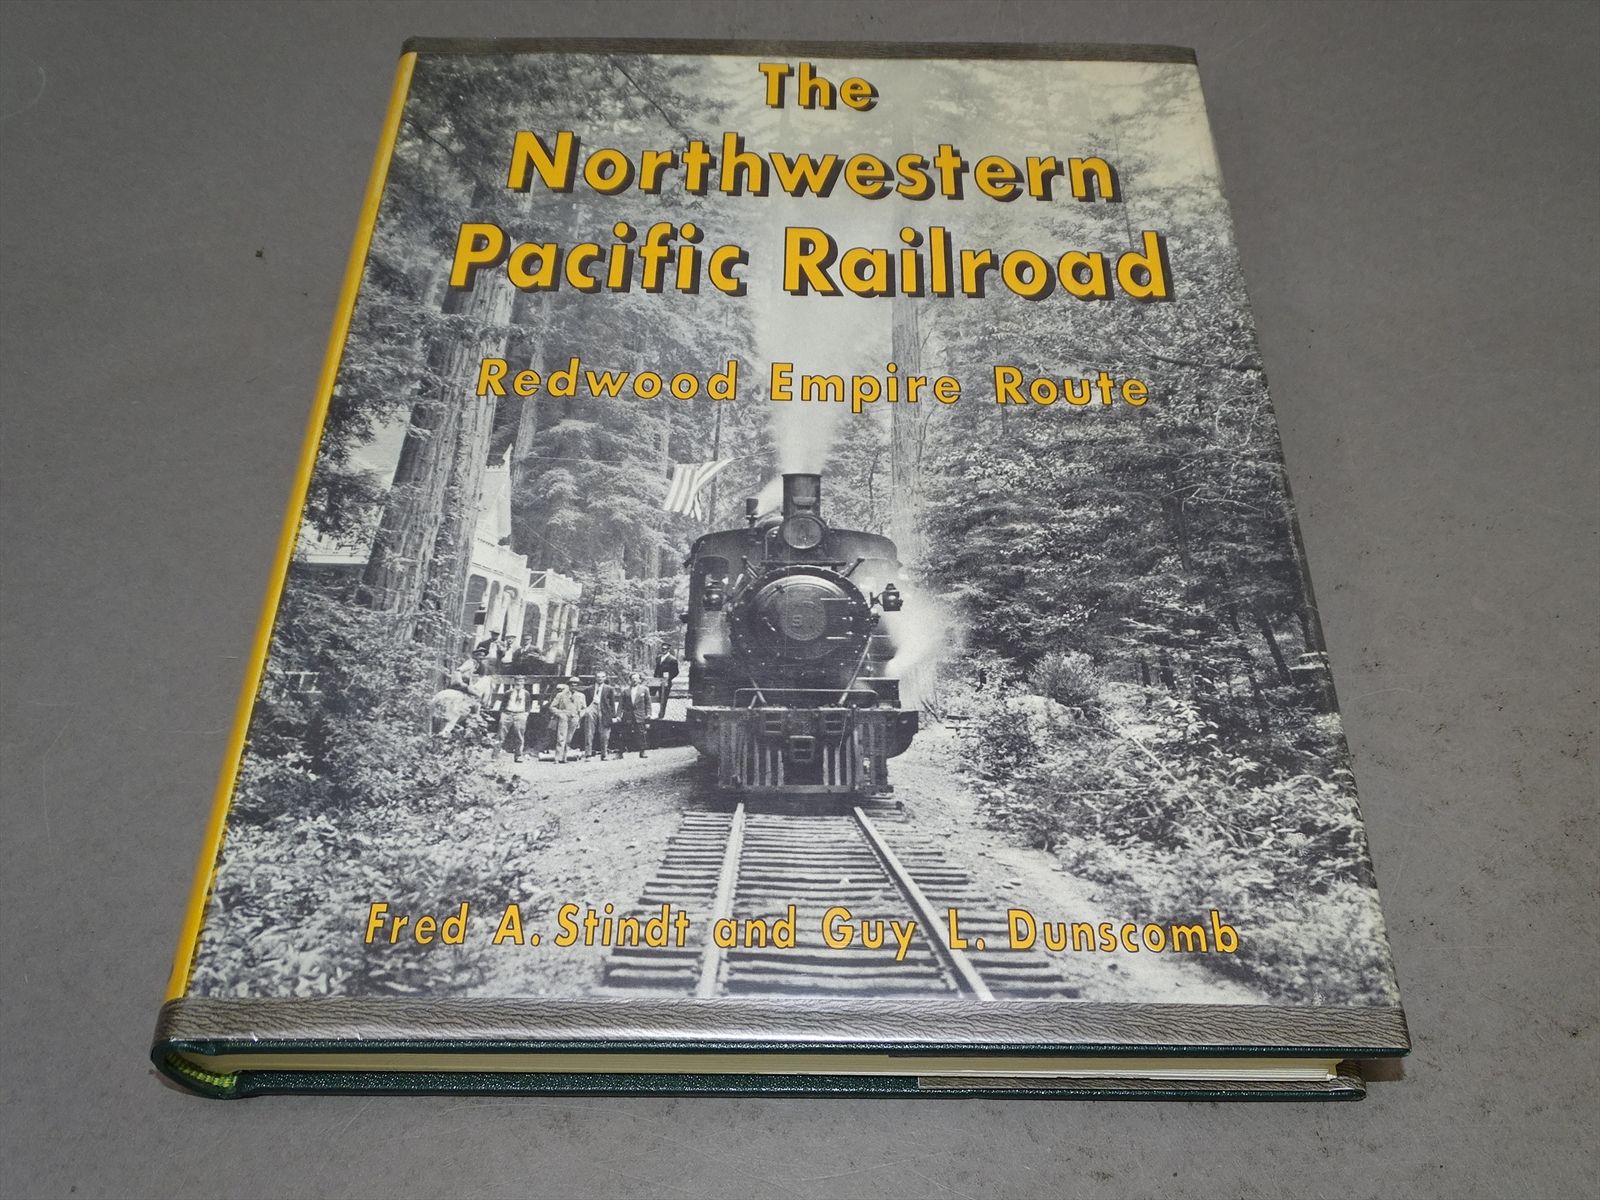 The
Northwestern
Pacific Railroad
Redwood Empire Route
Fred A. Stindt and Guy L. Dunscomb